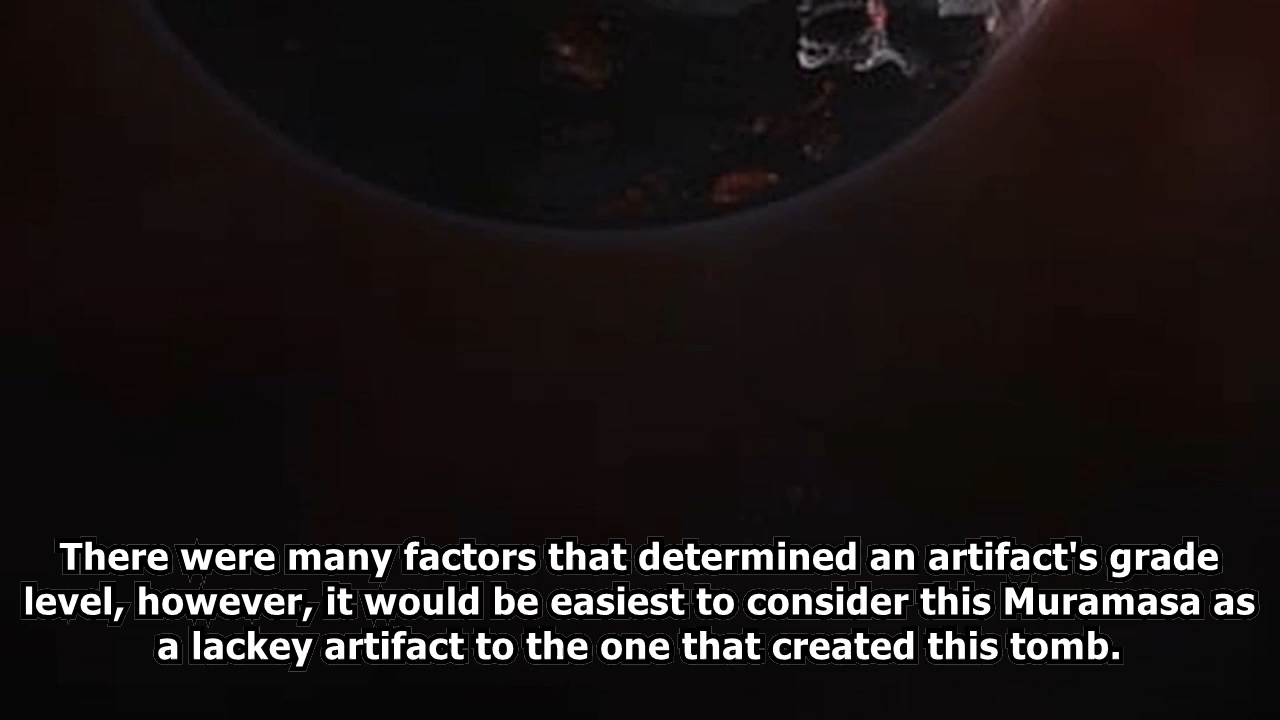 There were many factors that determined an artifact's grade
level, however, it would be easiest to consider this Muramasa as
a lackey artifact to the one that created this tomb.